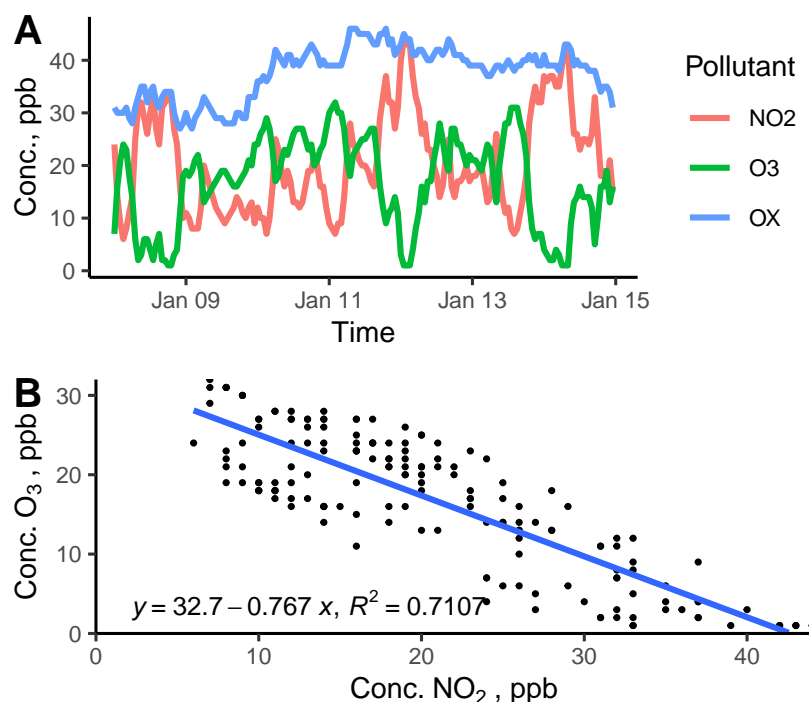 A
Conc., ppb
40
30
20
10
0
Jan 09
Jan 11
Jan 13
Jan 15
Time
Pollutant
NO2
O3
OX
B
Conc. O₃ , ppb
30
20
10
0
y = 32.7 − 0.767 x, R² = 0.7107
0
10
20
30
40
Conc. NO₂ , ppb